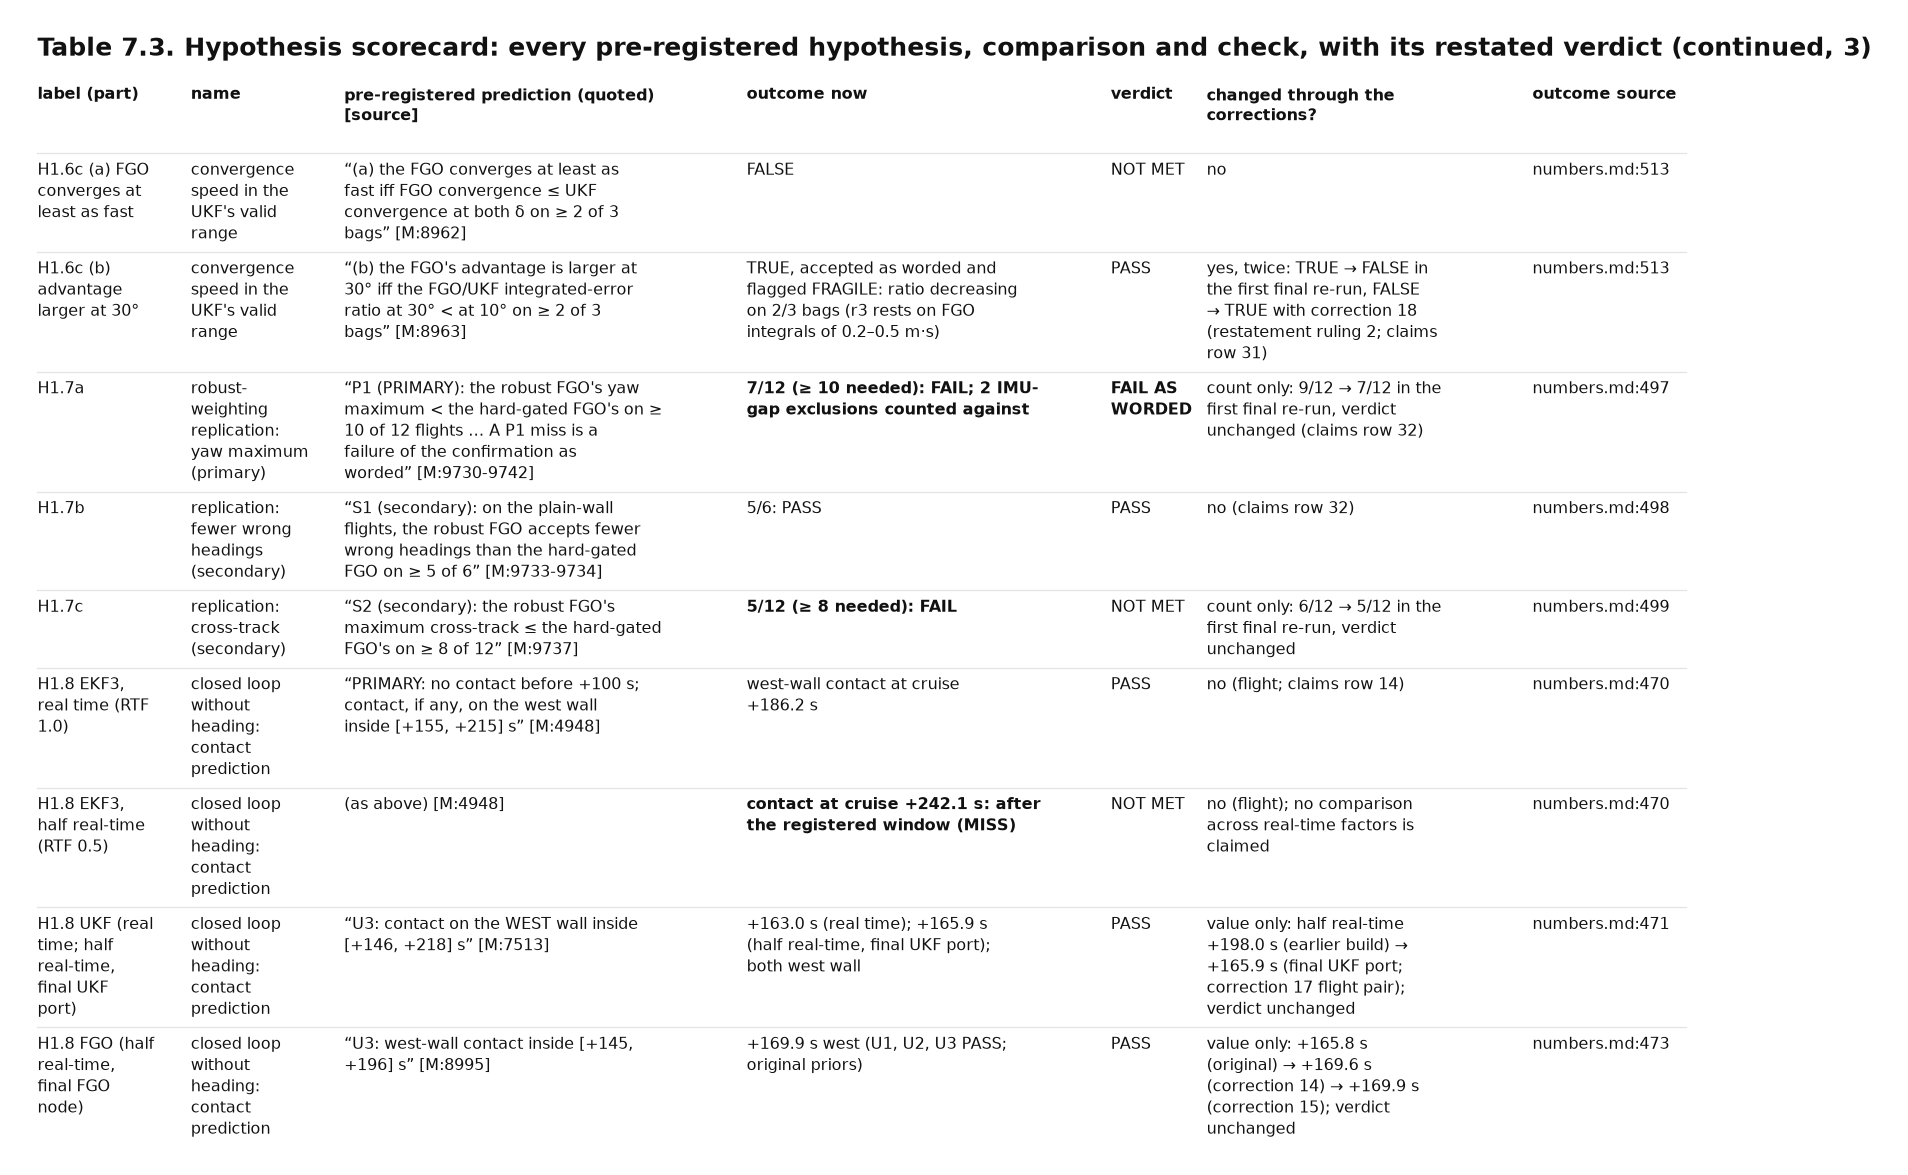 Table 7.3. Hypothesis scorecard: every pre-registered hypothesis, comparison and check, with its restated verdict (continued, 3)
label (part)
name
pre-registered prediction (quoted)
[source]
outcome now
verdict
changed through the
corrections?
outcome source
H1.6c (a) FGO
converges at
least as fast
convergence
speed in the
UKF's valid
range
“(a) the FGO converges at least as
fast iff FGO convergence ≤ UKF
convergence at both δ on ≥ 2 of 3
bags” [M:8962]
FALSE
NOT MET
no
numbers.md:513
H1.6c (b)
advantage
larger at 30°
convergence
speed in the
UKF's valid
range
“(b) the FGO's advantage is larger at
30° iff the FGO/UKF integrated-error
ratio at 30° < at 10° on ≥ 2 of 3
bags” [M:8963]
TRUE, accepted as worded and
flagged FRAGILE: ratio decreasing
on 2/3 bags (r3 rests on FGO
integrals of 0.2–0.5 m·s)
PASS
yes, twice: TRUE → FALSE in
the first final re-run, FALSE
→ TRUE with correction 18
(restatement ruling 2; claims
row 31)
numbers.md:513
H1.7a
robust-
weighting
replication:
yaw maximum
(primary)
“P1 (PRIMARY): the robust FGO's yaw
maximum < the hard-gated FGO's on ≥
10 of 12 flights … A P1 miss is a
failure of the confirmation as
worded” [M:9730-9742]
7/12 (≥ 10 needed): FAIL; 2 IMU-
gap exclusions counted against
FAIL AS
WORDED
count only: 9/12 → 7/12 in the
first final re-run, verdict
unchanged (claims row 32)
numbers.md:497
H1.7b
replication:
fewer wrong
headings
(secondary)
“S1 (secondary): on the plain-wall
flights, the robust FGO accepts fewer
wrong headings than the hard-gated
FGO on ≥ 5 of 6” [M:9733-9734]
5/6: PASS
PASS
no (claims row 32)
numbers.md:498
H1.7c
replication:
cross-track
(secondary)
“S2 (secondary): the robust FGO's
maximum cross-track ≤ the hard-gated
FGO's on ≥ 8 of 12” [M:9737]
5/12 (≥ 8 needed): FAIL
NOT MET
count only: 6/12 → 5/12 in the
first final re-run, verdict
unchanged
numbers.md:499
H1.8 EKF3,
real time (RTF
1.0)
closed loop
without
heading:
contact
prediction
“PRIMARY: no contact before +100 s;
contact, if any, on the west wall
inside [+155, +215] s” [M:4948]
west-wall contact at cruise
+186.2 s
PASS
no (flight; claims row 14)
numbers.md:470
H1.8 EKF3,
half real-time
(RTF 0.5)
closed loop
without
heading:
contact
prediction
(as above) [M:4948]
contact at cruise +242.1 s: after
the registered window (MISS)
NOT MET
no (flight); no comparison
across real-time factors is
claimed
numbers.md:470
H1.8 UKF (real
time; half
real-time,
final UKF
port)
closed loop
without
heading:
contact
prediction
“U3: contact on the WEST wall inside
[+146, +218] s” [M:7513]
+163.0 s (real time); +165.9 s
(half real-time, final UKF port);
both west wall
PASS
value only: half real-time
+198.0 s (earlier build) →
+165.9 s (final UKF port;
correction 17 flight pair);
verdict unchanged
numbers.md:471
H1.8 FGO (half
real-time,
final FGO
node)
closed loop
without
heading:
contact
prediction
“U3: west-wall contact inside [+145,
+196] s” [M:8995]
+169.9 s west (U1, U2, U3 PASS;
original priors)
PASS
value only: +165.8 s
(original) → +169.6 s
(correction 14) → +169.9 s
(correction 15); verdict
unchanged
numbers.md:473